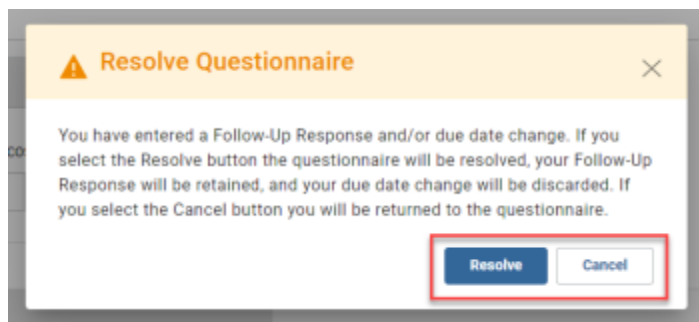 Resolve Questionnaire
You have entered a Follow-Up Response and/or due date change. If you
select the Resolve button the questionnaire will be resolved, your Follow-Up
Response will be retained, and your due date change will be discarded. If
you select the Cancel button you will be returned to the questionnaire.
Resolve Cancel